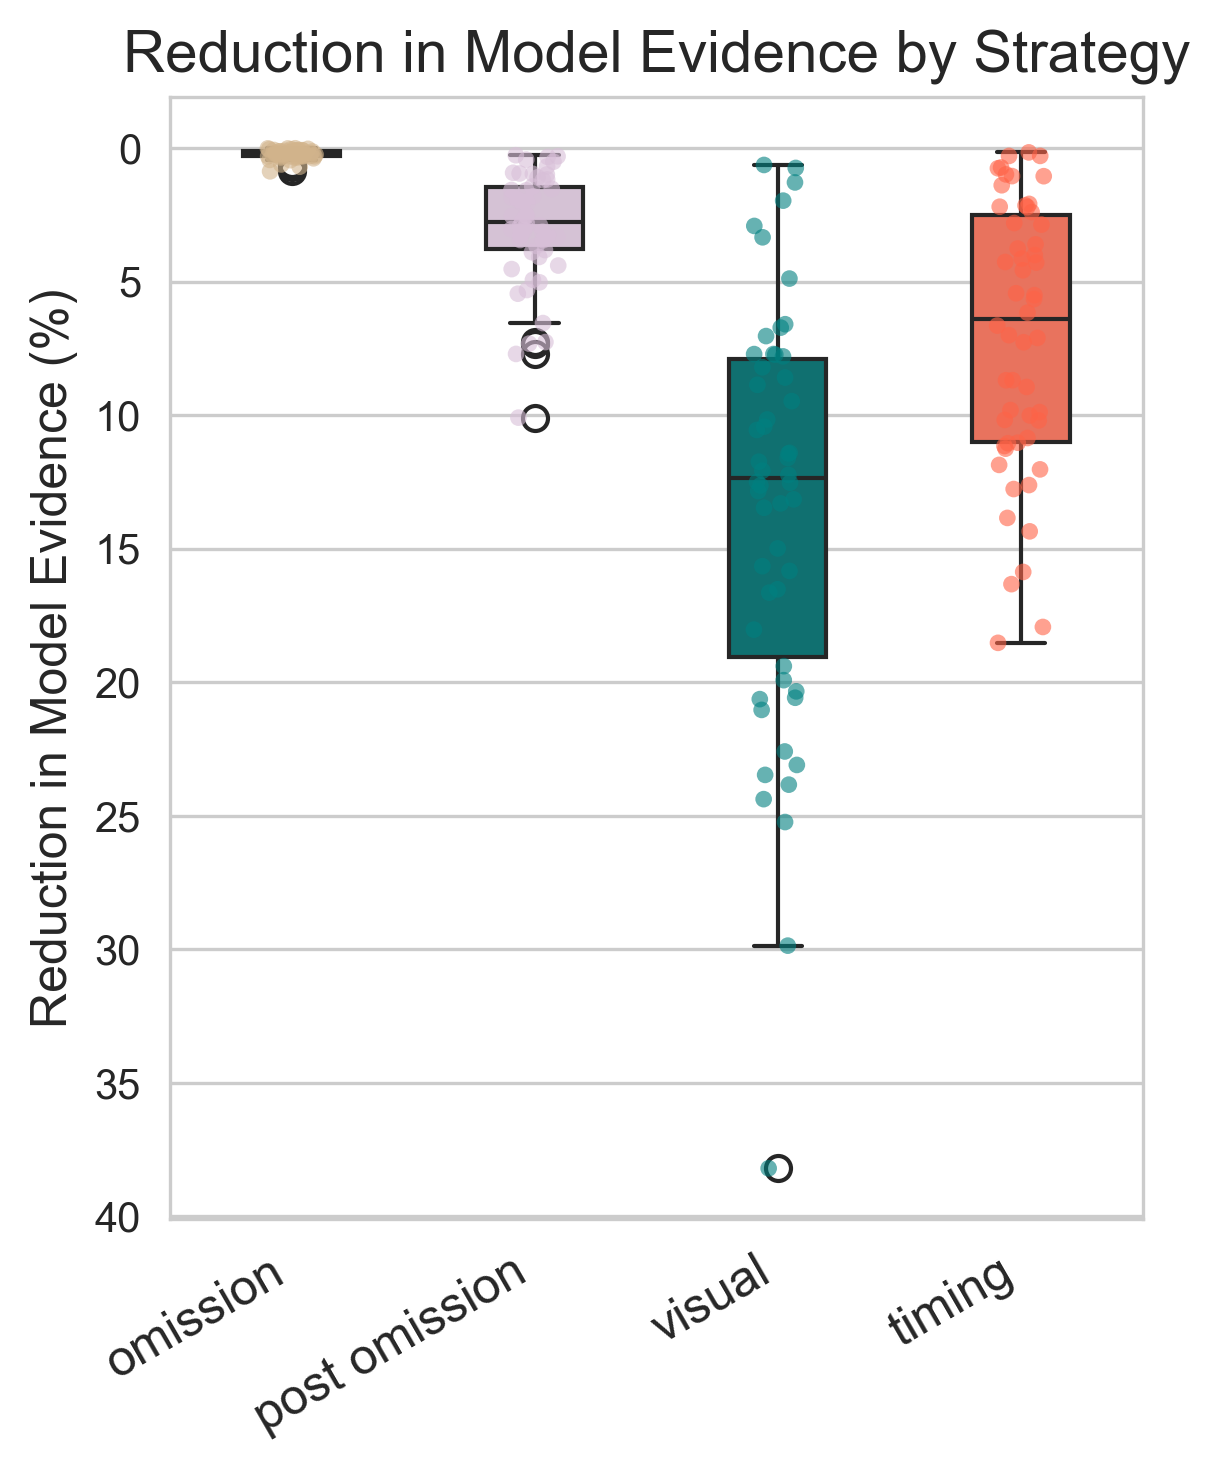 Reduction in Model Evidence by Strategy
Reduction in Model Evidence (%)
0
5
10
15
20
25
30
35
40
omission
post omission
visual
timing